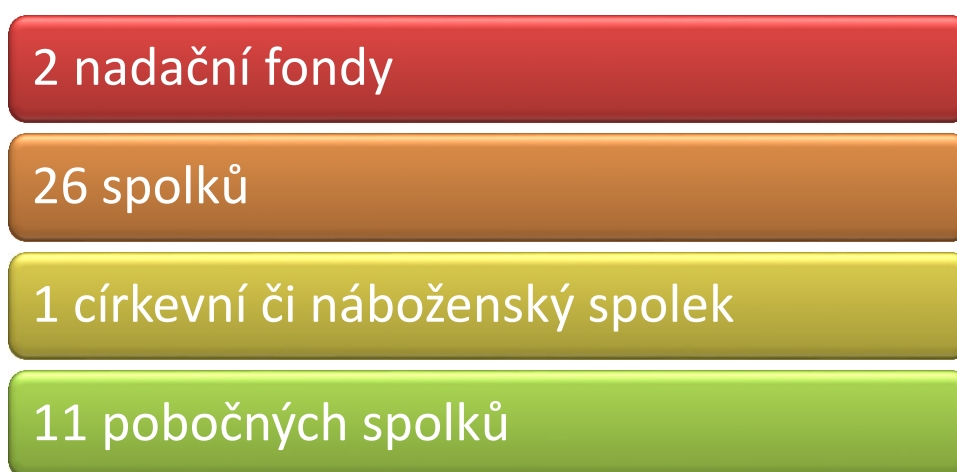 2 nadační fondy
26 spolků
1 církevní či náboženský spolek
11 pobočných spolků